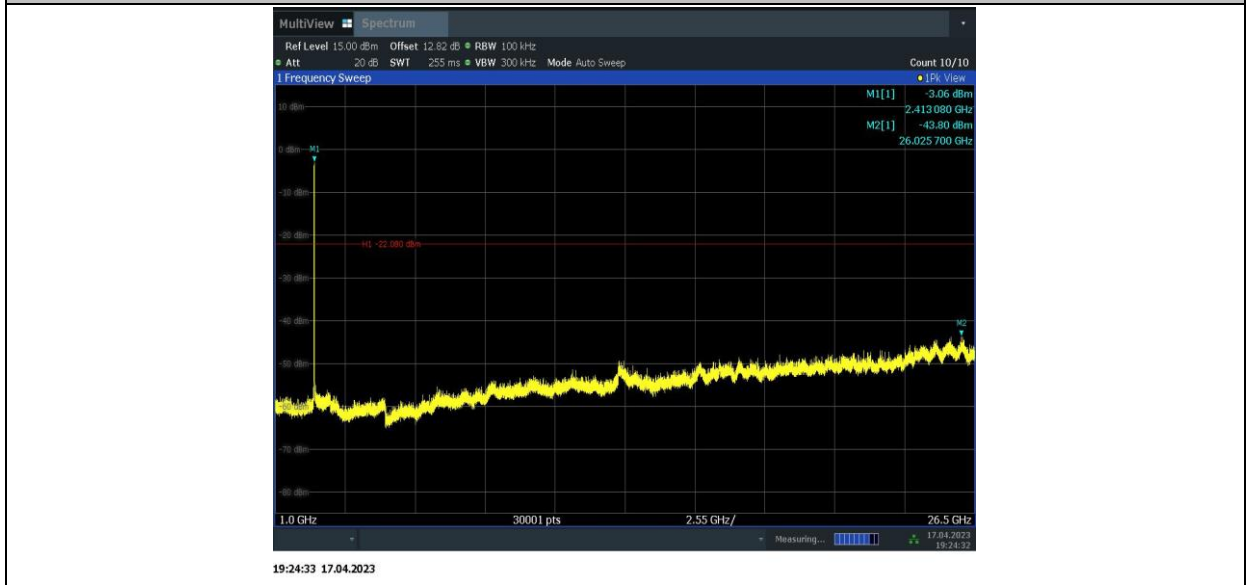 MultiView Spectrum
Ref Level 15.00 dBm Offset 12.82 dB RBW 100 kHz
Att 20 dB SWT 255 ms VBW 300 kHz Mode Auto Sweep Count 10/10
1 Frequency Sweep 1Pk View
M1[1] -3.06 dBm
2.413 080 GHz
M2[1] -43.80 dBm
26.025 700 GHz
10 dBm
0 dBm M1
-10 dBm
-20 dBm
H1 -22.080 dBm
-30 dBm
-40 dBm
M2
-50 dBm
-60 dBm
-70 dBm
-80 dBm
1.0 GHz 30001 pts 2.55 GHz/ 26.5 GHz
Measuring... 17.04.2023
19:24:32
19:24:33 17.04.2023